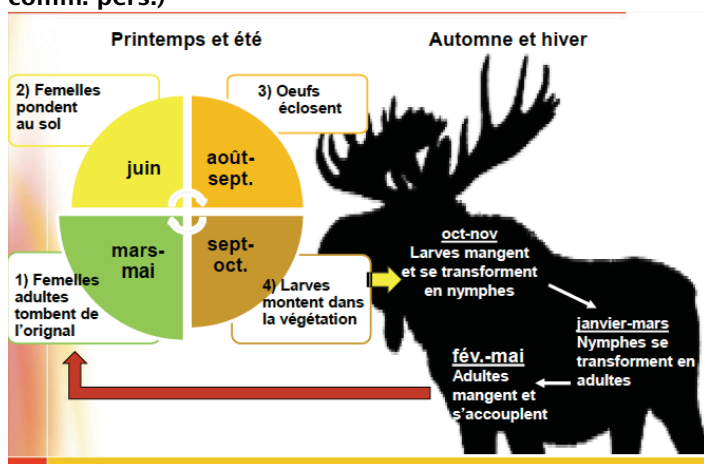 comm. pers.)
Printemps et été
Automne et hiver
2) Femelles
pondent
au sol
3) Oeufs
éclosent
juin
août-
sept.
mars-
mai
sept-
oct.
1) Femelles
adultes
tombent de
l'orignal
4) Larves
montent dans
la végétation
oct-nov
Larves mangent
et se transforment
en nymphes
janvier-mars
Nymphes se
transforment en
adultes
fév.-mai
Adultes
mangent et
s'accouplent